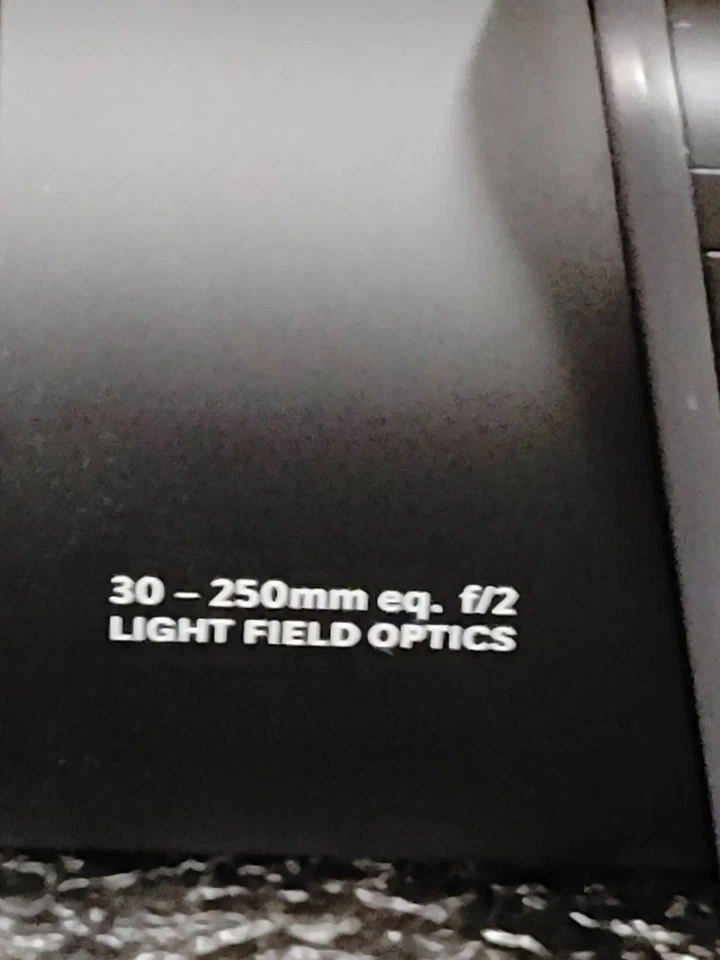 30 – 250mm eq. f/2
LIGHT FIELD OPTICS